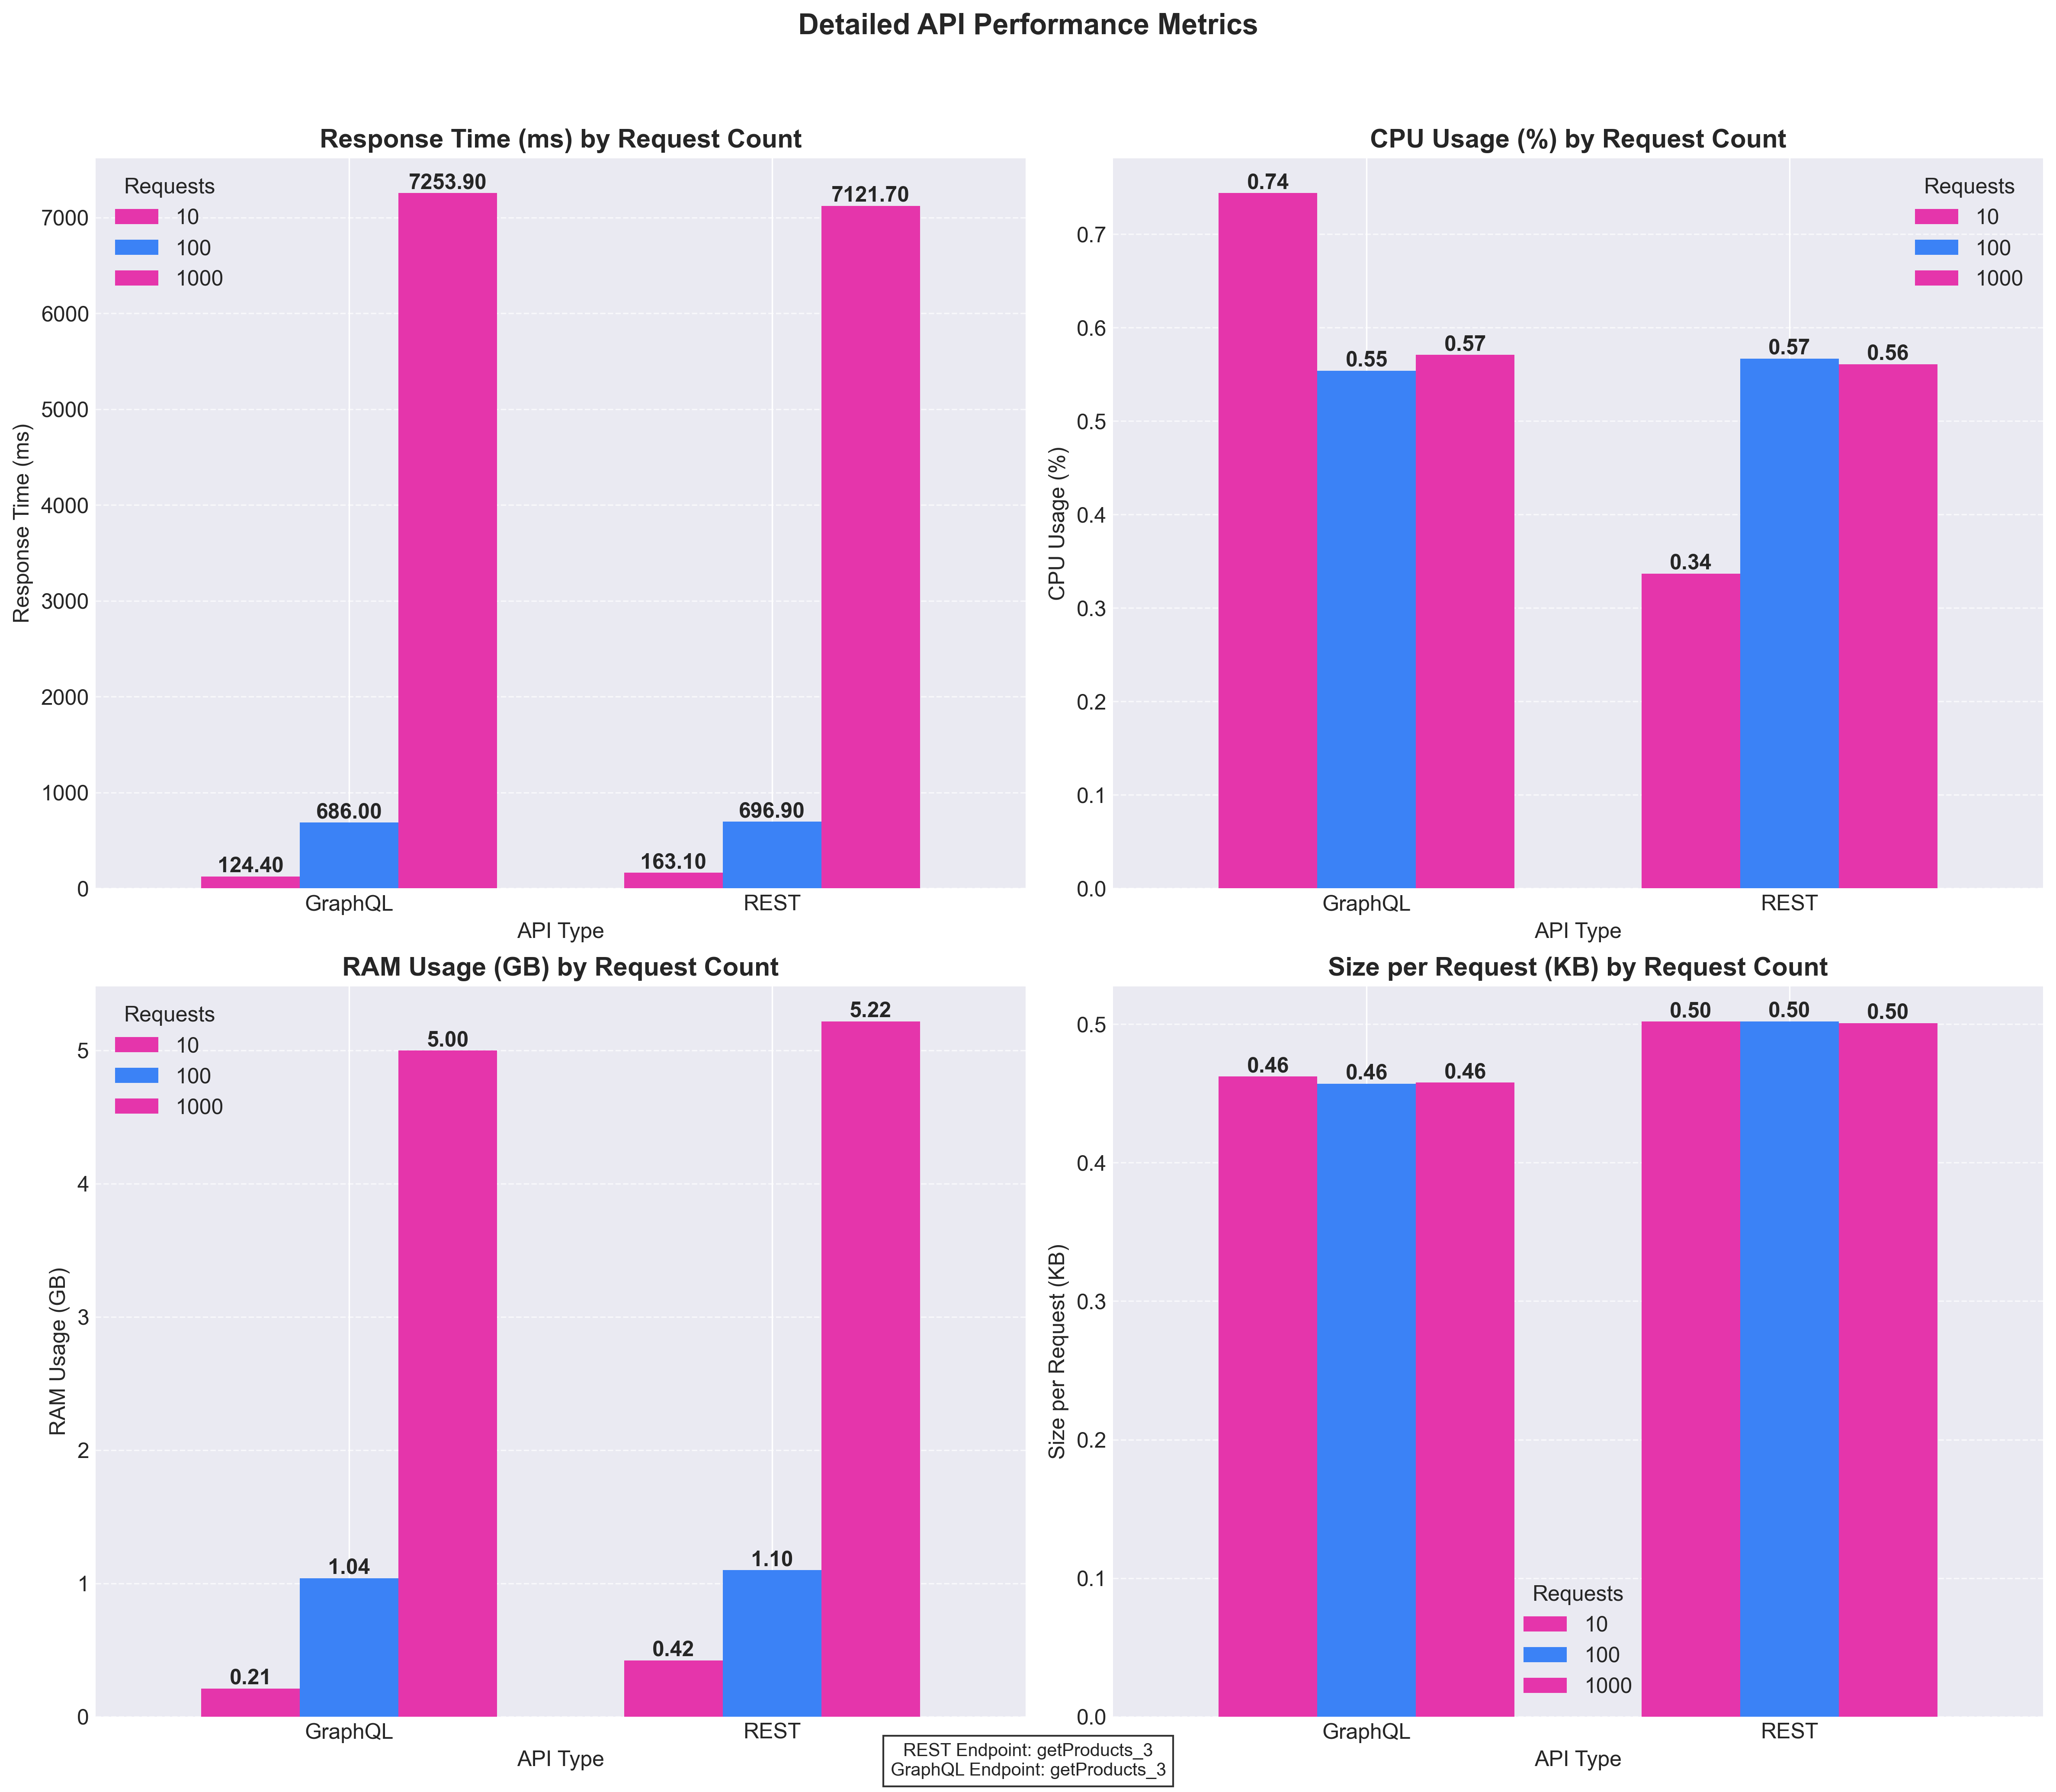 Detailed API Performance Metrics
Response Time (ms) by Request Count
Response Time (ms)
7000
6000
5000
4000
3000
2000
1000
0
Requests
10
100
1000
124.40
686.00
7253.90
163.10
696.90
7121.70
GraphQL
REST
API Type
CPU Usage (%) by Request Count
CPU Usage (%)
0.7
0.6
0.5
0.4
0.3
0.2
0.1
0.0
Requests
10
100
1000
0.74
0.55
0.57
0.34
0.57
0.56
GraphQL
REST
API Type
RAM Usage (GB) by Request Count
RAM Usage (GB)
5
4
3
2
1
0
Requests
10
100
1000
0.21
1.04
5.00
0.42
1.10
5.22
GraphQL
REST
API Type
Size per Request (KB) by Request Count
Size per Request (KB)
0.5
0.4
0.3
0.2
0.1
0.0
0.46
0.46
0.46
0.50
0.50
0.50
Requests
10
100
1000
GraphQL
REST
API Type
REST Endpoint: getProducts_3
GraphQL Endpoint: getProducts_3